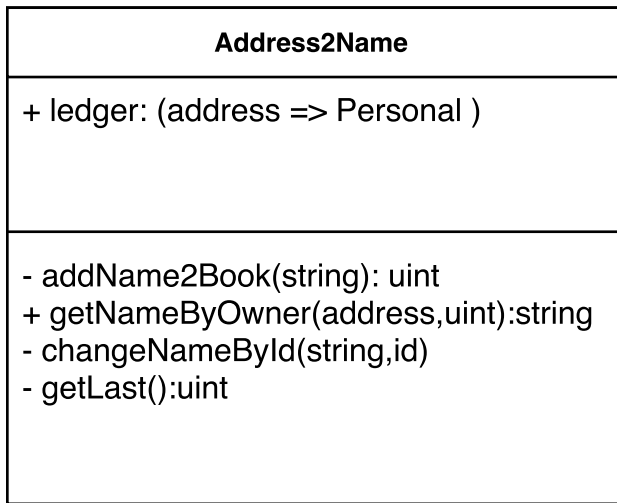 Address2Name
+ ledger: (address => Personal )
- addName2Book(string): uint
+ getNameByOwner(address,uint):string
- changeNameById(string,id)
- getLast():uint